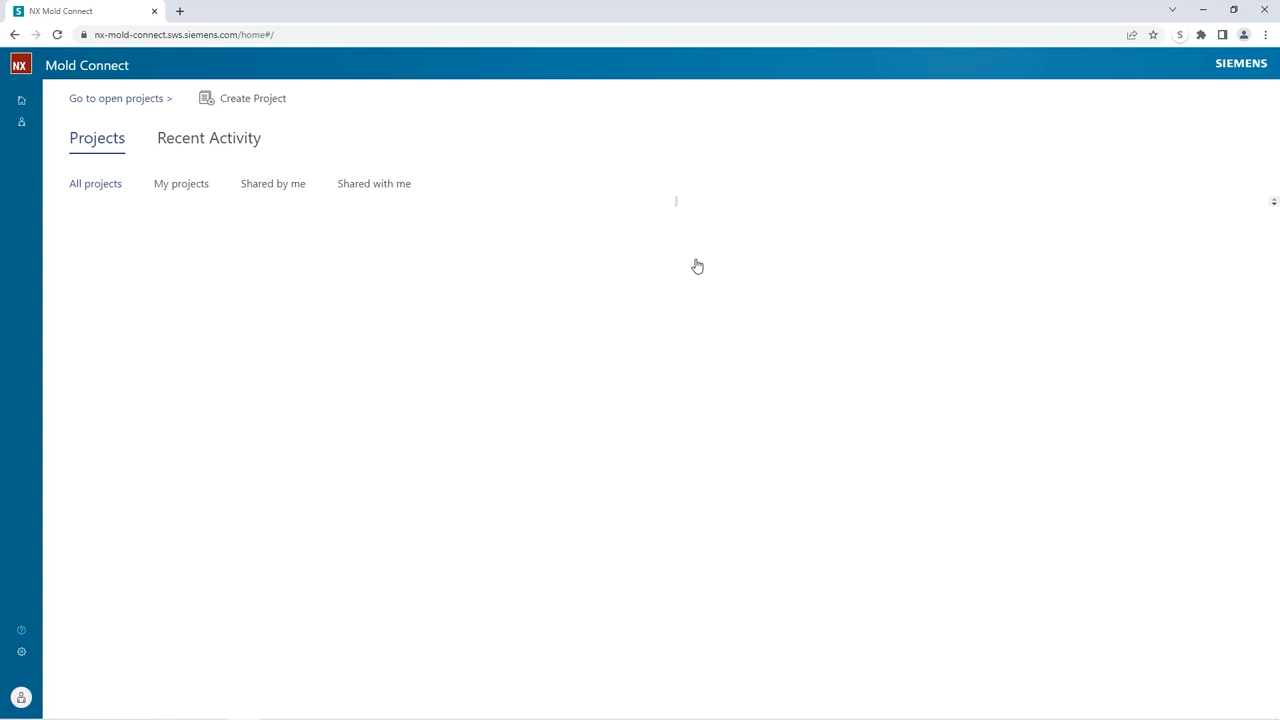 S NX Mold Connect
nx-mold-connect.sws.siemens.com/home#/
S
NX Mold Connect
SIEMENS
Go to open projects >
Create Project
Projects
Recent Activity
All projects
My projects
Shared by me
Shared with me